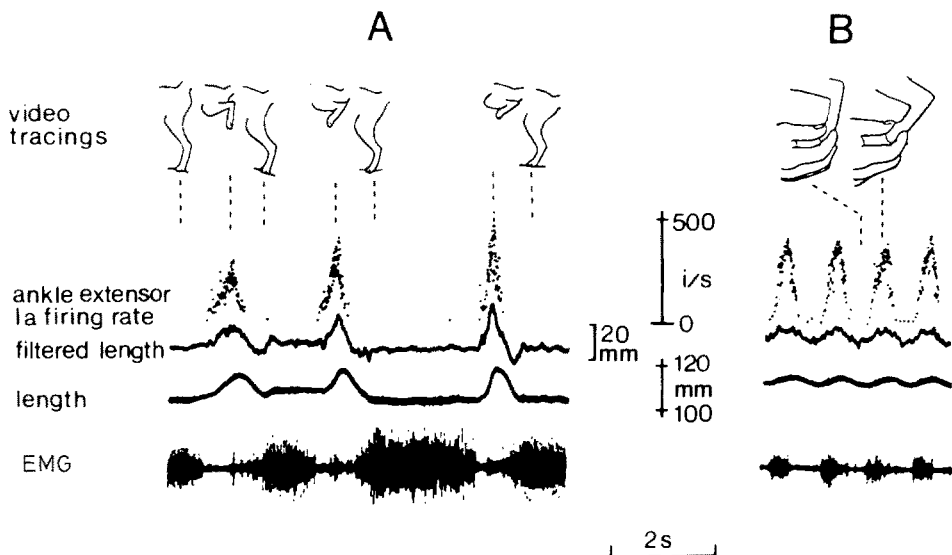 A
B
video
tracings
500
i/s
0
ankle extensor
Ia firing rate
filtered length
20
mm
120
mm
100
length
EMG
2s